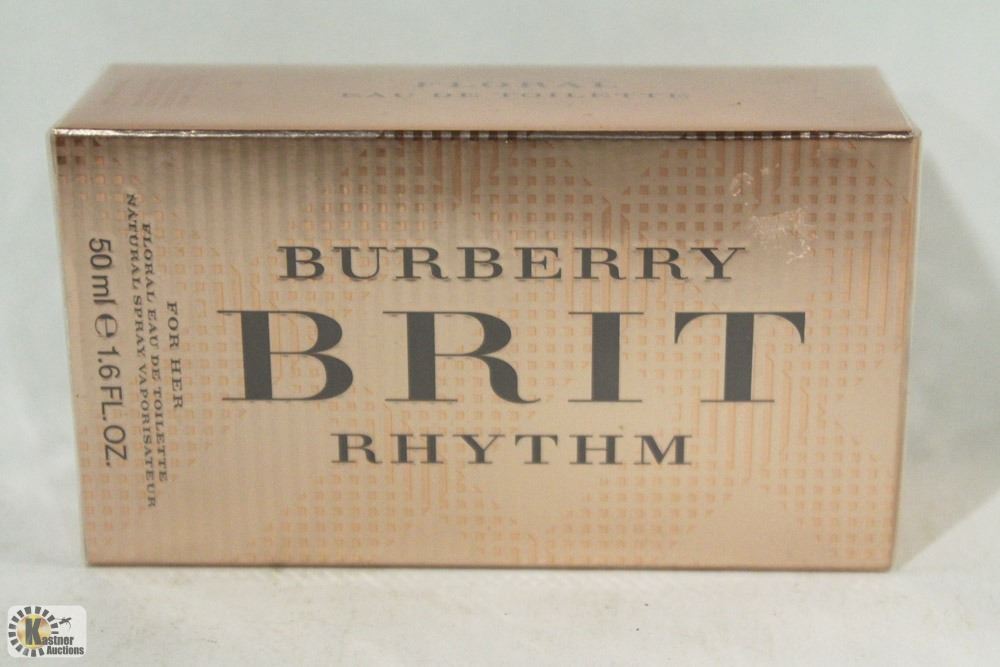 FLORAL
EAU DE TOILETTE
BURBERRY
BRIT
RHYTHM
FOR HER
FLORAL EAU DE TOILETTE
NATURAL SPRAY VAPORISATEUR
50 ml e 1.6 FL. OZ.
Kastner
Auctions